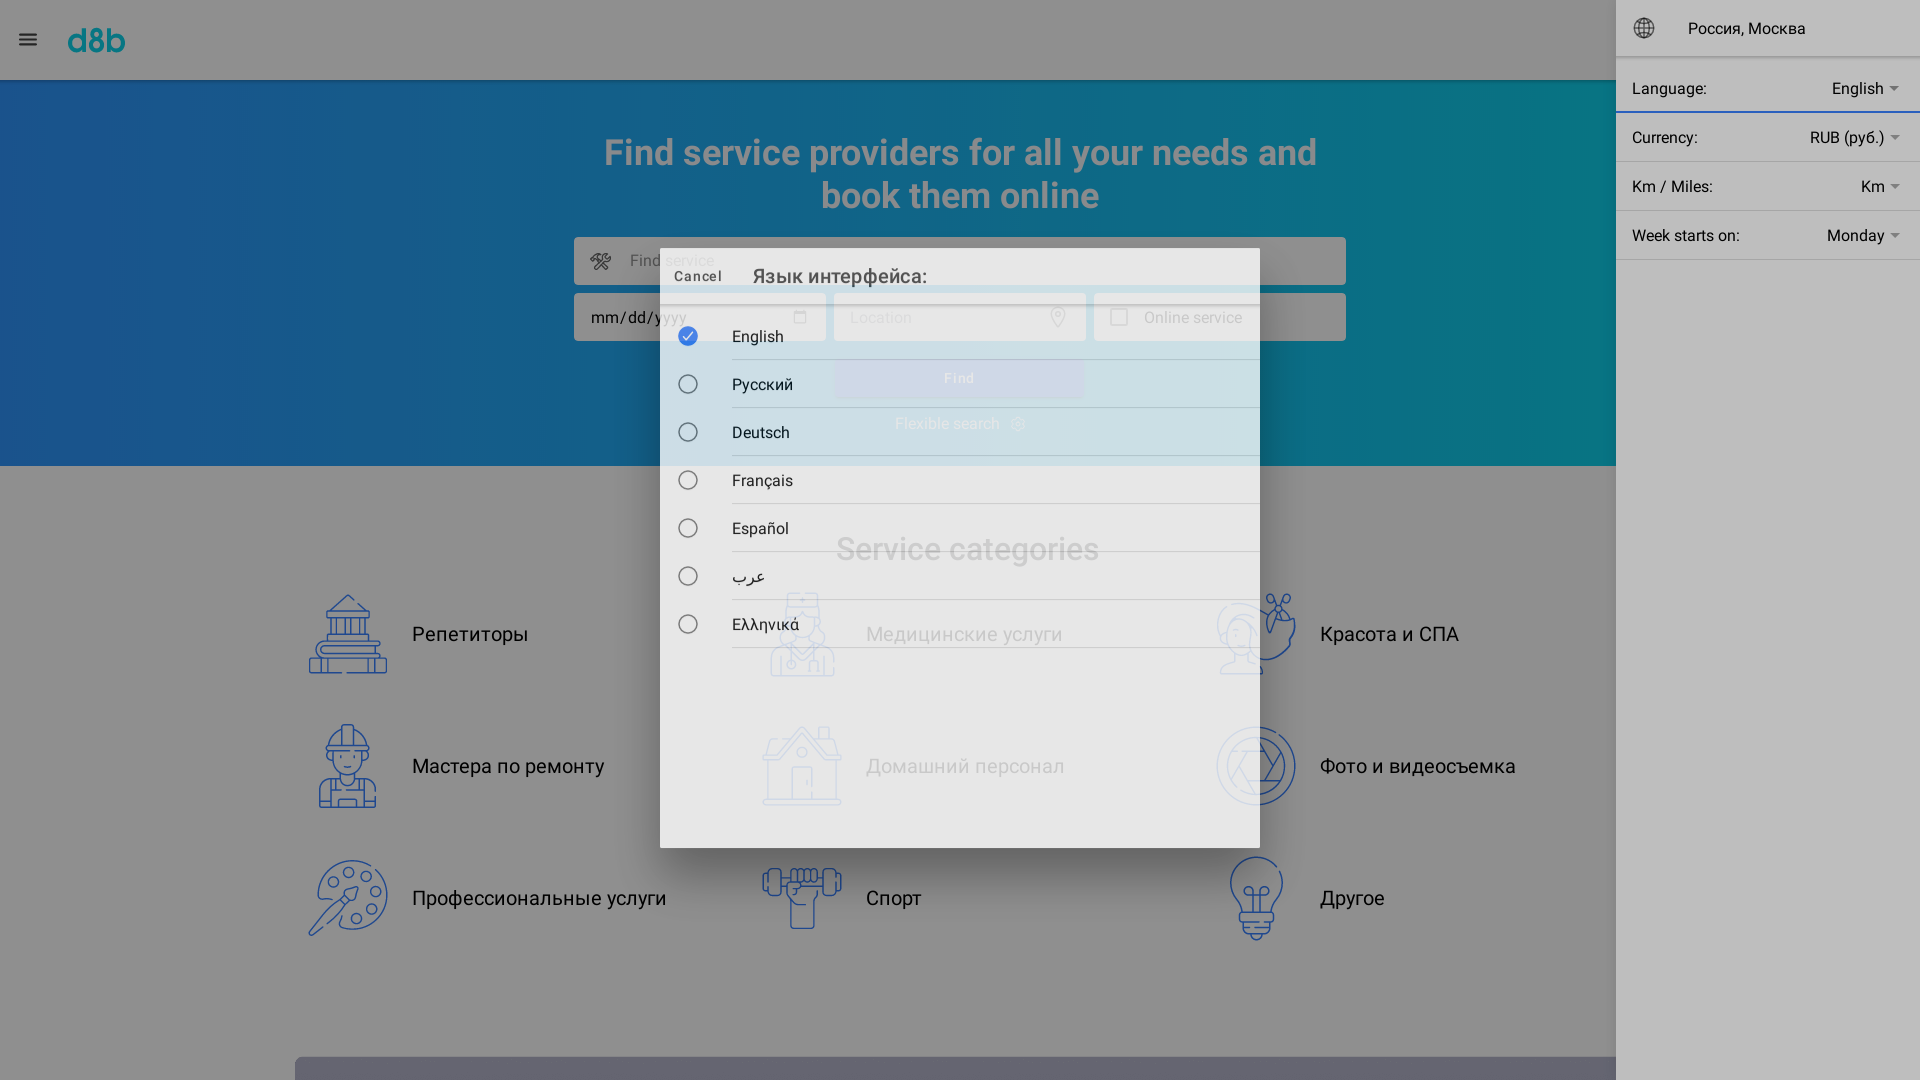 d8b
Россия, Москва
Language: English
Currency: RUB (руб.)
Km / Miles: Km
Week starts on: Monday
Find service providers for all your needs and
book them online
Find service
mm/dd/yyyy
Location
Online service
Find
Flexible search
Cancel
Язык интерфейса:
English
Русский
Deutsch
Français
Español
عرب
Ελληνικά
Service categories
Репетиторы
Медицинские услуги
Красота и СПА
Мастера по ремонту
Домашний персонал
Фото и видеосъемка
Профессиональные услуги
Спорт
Другое